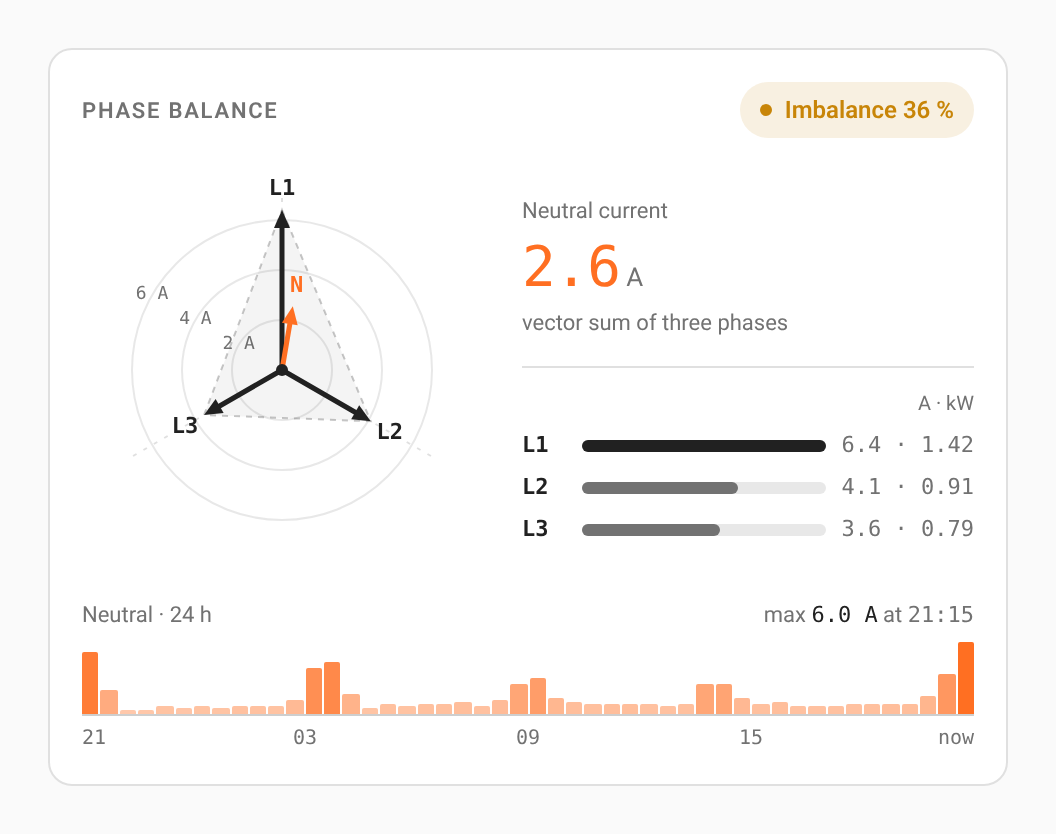 PHASE BALANCE
Imbalance 36 %
L1
N
6 A
4 A
2 A
L3
L2
Neutral current
2.6 A
vector sum of three phases
A · kW
L1 6.4 · 1.42
L2 4.1 · 0.91
L3 3.6 · 0.79
Neutral · 24 h
max 6.0 A at 21:15
21 03 09 15 now